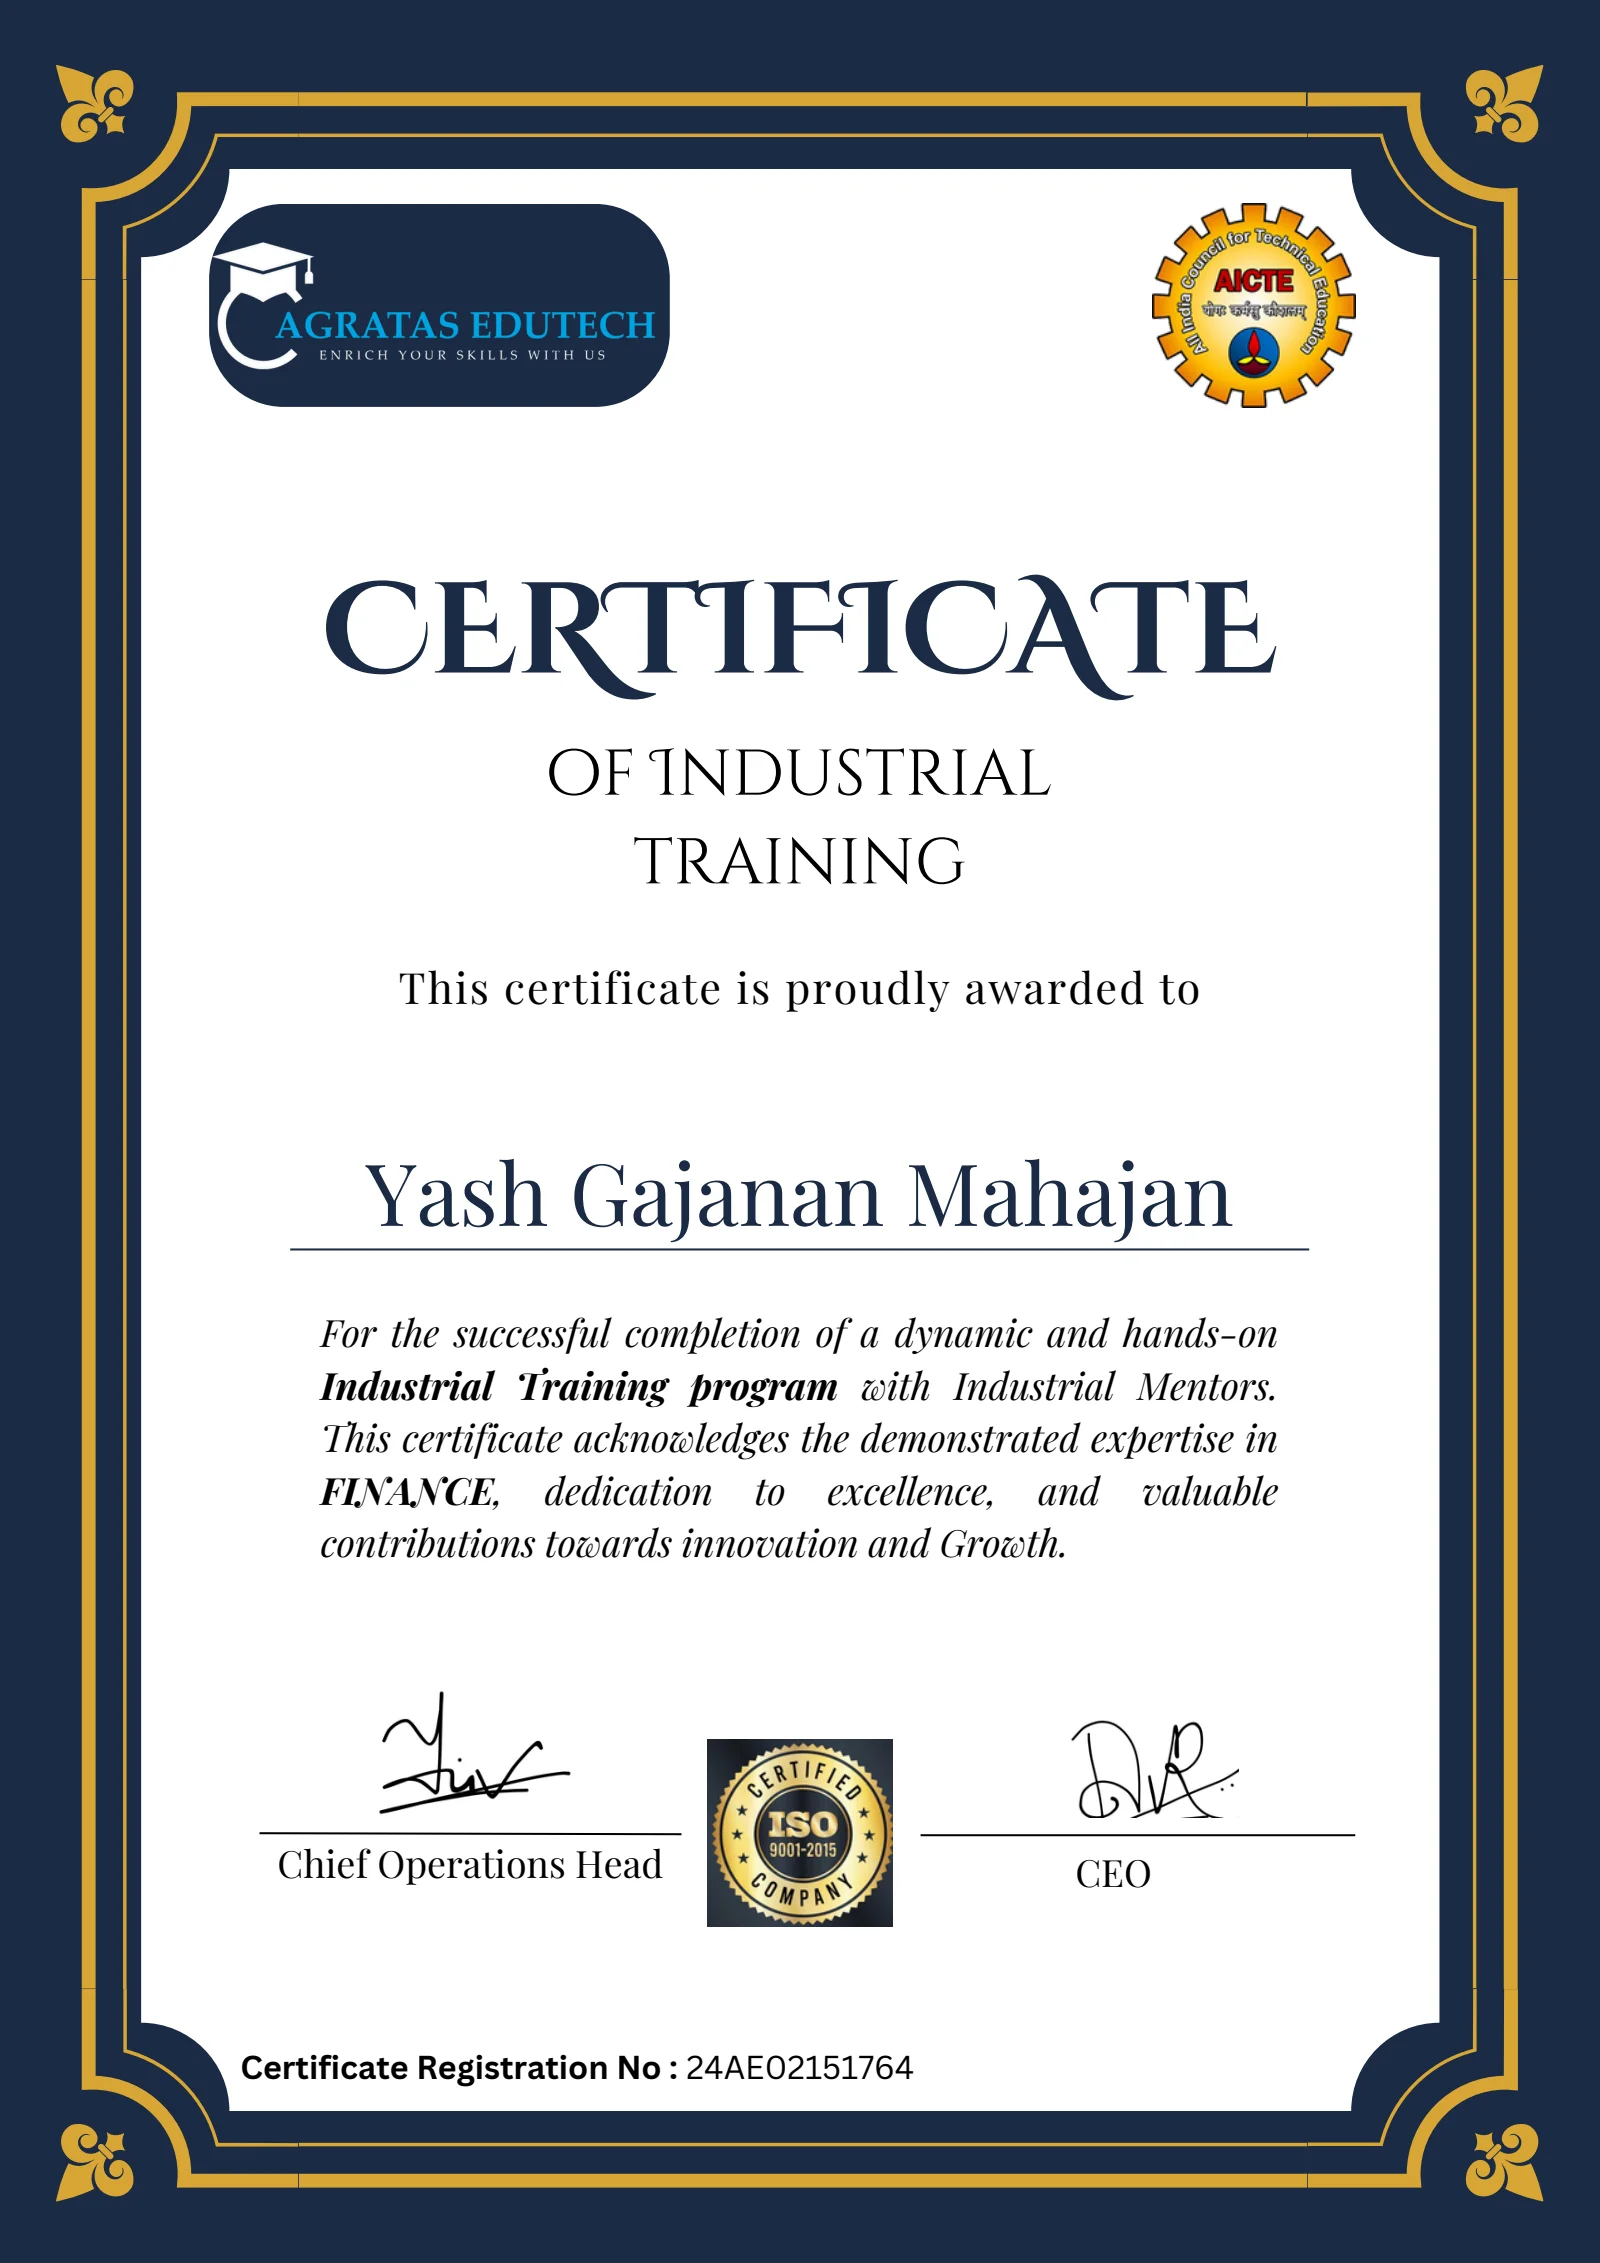 AGRATAS EDUTECH
ENRICH YOUR SKILLS WITH US
All India Council for Technical Education
AICTE
योगः कर्मसु कौशलम्
CERTIFICATE
OF INDUSTRIAL
TRAINING
This certificate is proudly awarded to
Yash Gajanan Mahajan
For the successful completion of a dynamic and hands-on
Industrial Training program with Industrial Mentors.
This certificate acknowledges the demonstrated expertise in
FINANCE, dedication to excellence, and valuable
contributions towards innovation and Growth.
CERTIFIED
ISO
9001-2015
COMPANY
Chief Operations Head
CEO
Certificate Registration No : 24AE02151764